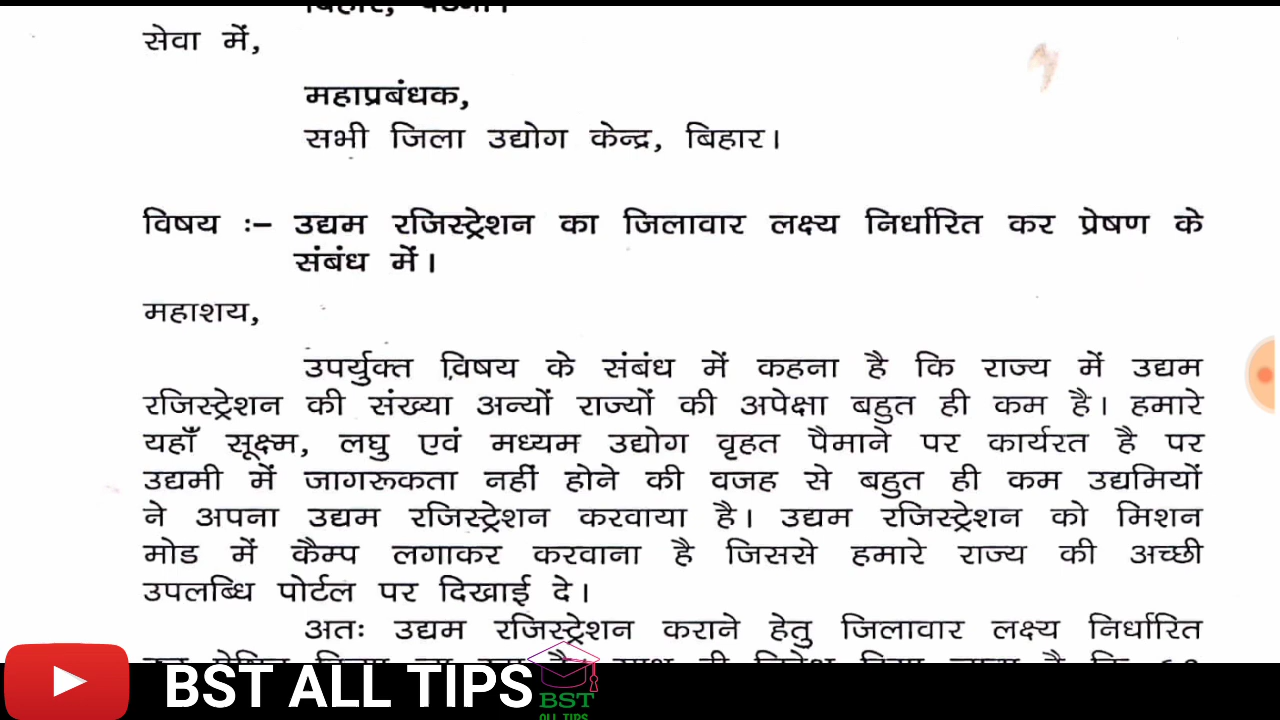 बिहार, पटना।
सेवा में,
महाप्रबंधक,
सभी जिला उद्योग केन्द्र, बिहार।
विषय :– उद्यम रजिस्ट्रेशन का जिलावार लक्ष्य निर्धारित कर प्रेषण के
संबंध में।
महाशय,
उपर्युक्त विषय के संबंध में कहना है कि राज्य में उद्यम
रजिस्ट्रेशन की संख्या अन्यों राज्यों की अपेक्षा बहुत ही कम है। हमारे
यहाँ सूक्ष्म, लघु एवं मध्यम उद्योग वृहत पैमाने पर कार्यरत है पर
उद्यमी में जागरूकता नहीं होने की वजह से बहुत ही कम उद्यमियों
ने अपना उद्यम रजिस्ट्रेशन करवाया है। उद्यम रजिस्ट्रेशन को मिशन
मोड में कैम्प लगाकर करवाना है जिससे हमारे राज्य की अच्छी
उपलब्धि पोर्टल पर दिखाई दे।
अतः उद्यम रजिस्ट्रेशन कराने हेतु जिलावार लक्ष्य निर्धारित
BST ALL TIPS
BST
ALL TIPS